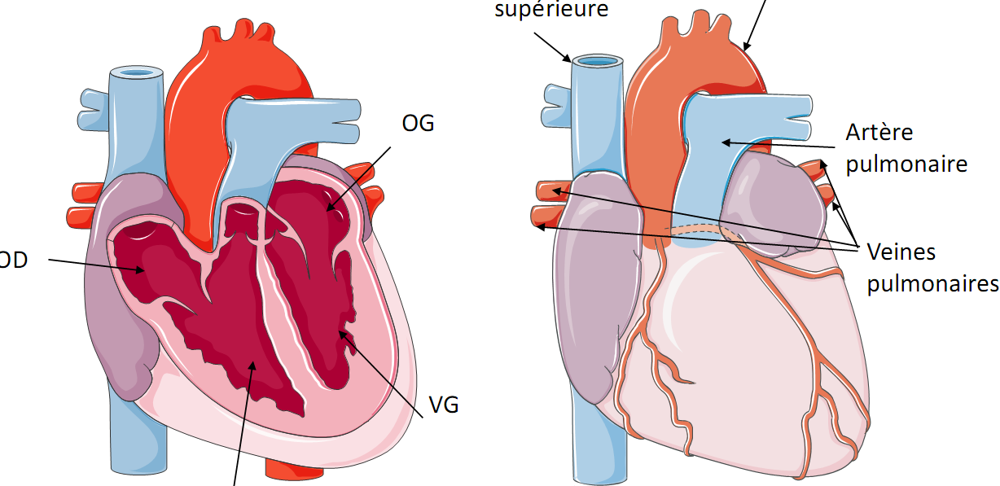 supérieure
OG
Artère
pulmonaire
OD
Veines
pulmonaires
VG